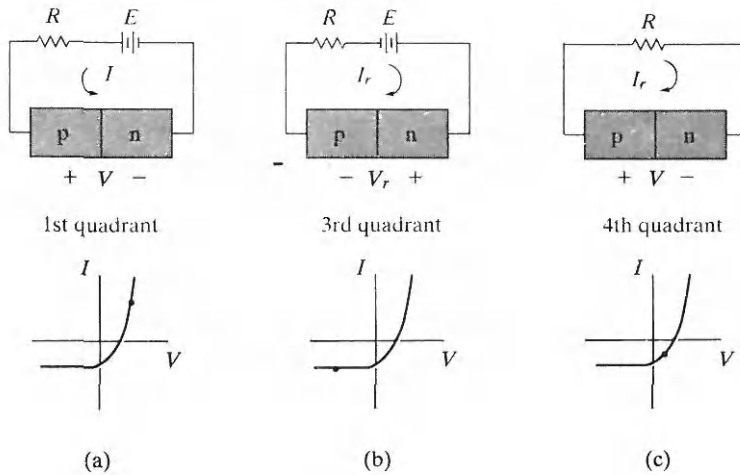 R E
I
p n
+ V −
1st quadrant
I
V
(a)
R E
I_r
p n
− V_r +
3rd quadrant
I
V
(b)
R
I_r
p n
+ V −
4th quadrant
I
V
(c)